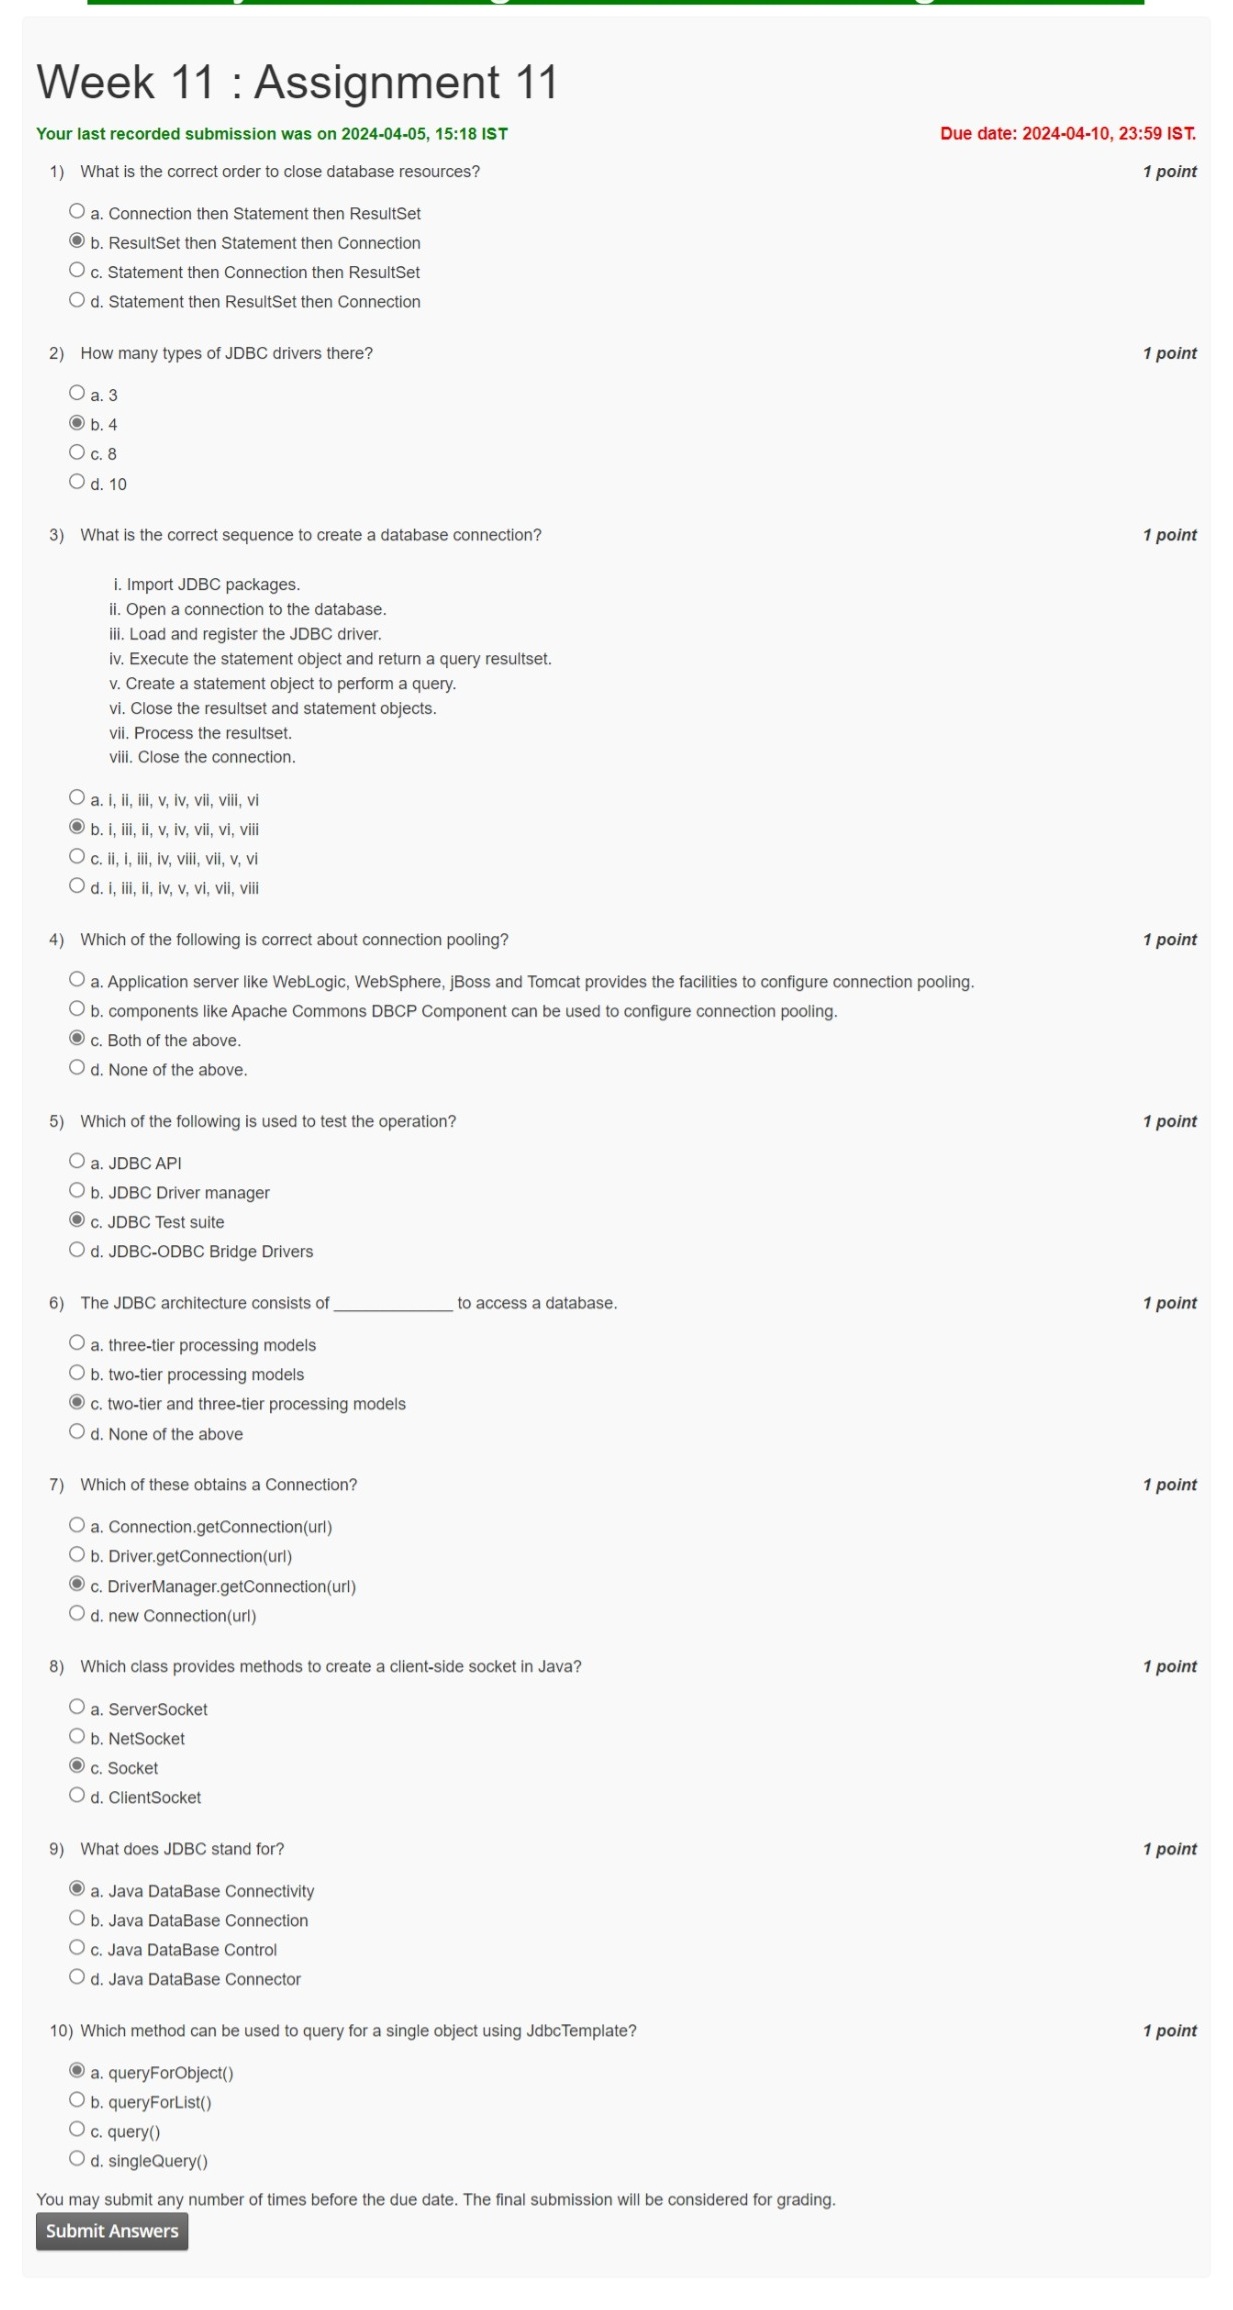 Week 11 : Assignment 11
Your last recorded submission was on 2024-04-05, 15:18 IST Due date: 2024-04-10, 23:59 IST.
1) What is the correct order to close database resources? 1 point
a. Connection then Statement then ResultSet
b. ResultSet then Statement then Connection
c. Statement then Connection then ResultSet
d. Statement then ResultSet then Connection
2) How many types of JDBC drivers there? 1 point
a. 3
b. 4
c. 8
d. 10
3) What is the correct sequence to create a database connection? 1 point
i. Import JDBC packages.
ii. Open a connection to the database.
iii. Load and register the JDBC driver.
iv. Execute the statement object and return a query resultset.
v. Create a statement object to perform a query.
vi. Close the resultset and statement objects.
vii. Process the resultset.
viii. Close the connection.
a. i, ii, iii, v, iv, vii, viii, vi
b. i, iii, ii, v, iv, vii, vi, viii
c. ii, i, iii, iv, viii, vii, v, vi
d. i, iii, ii, iv, v, vi, vii, viii
4) Which of the following is correct about connection pooling? 1 point
a. Application server like WebLogic, WebSphere, jBoss and Tomcat provides the facilities to configure connection pooling.
b. components like Apache Commons DBCP Component can be used to configure connection pooling.
c. Both of the above.
d. None of the above.
5) Which of the following is used to test the operation? 1 point
a. JDBC API
b. JDBC Driver manager
c. JDBC Test suite
d. JDBC-ODBC Bridge Drivers
6) The JDBC architecture consists of _____________ to access a database. 1 point
a. three-tier processing models
b. two-tier processing models
c. two-tier and three-tier processing models
d. None of the above
7) Which of these obtains a Connection? 1 point
a. Connection.getConnection(url)
b. Driver.getConnection(url)
c. DriverManager.getConnection(url)
d. new Connection(url)
8) Which class provides methods to create a client-side socket in Java? 1 point
a. ServerSocket
b. NetSocket
c. Socket
d. ClientSocket
9) What does JDBC stand for? 1 point
a. Java DataBase Connectivity
b. Java DataBase Connection
c. Java DataBase Control
d. Java DataBase Connector
10) Which method can be used to query for a single object using JdbcTemplate? 1 point
a. queryForObject()
b. queryForList()
c. query()
d. singleQuery()
You may submit any number of times before the due date. The final submission will be considered for grading.
Submit Answers